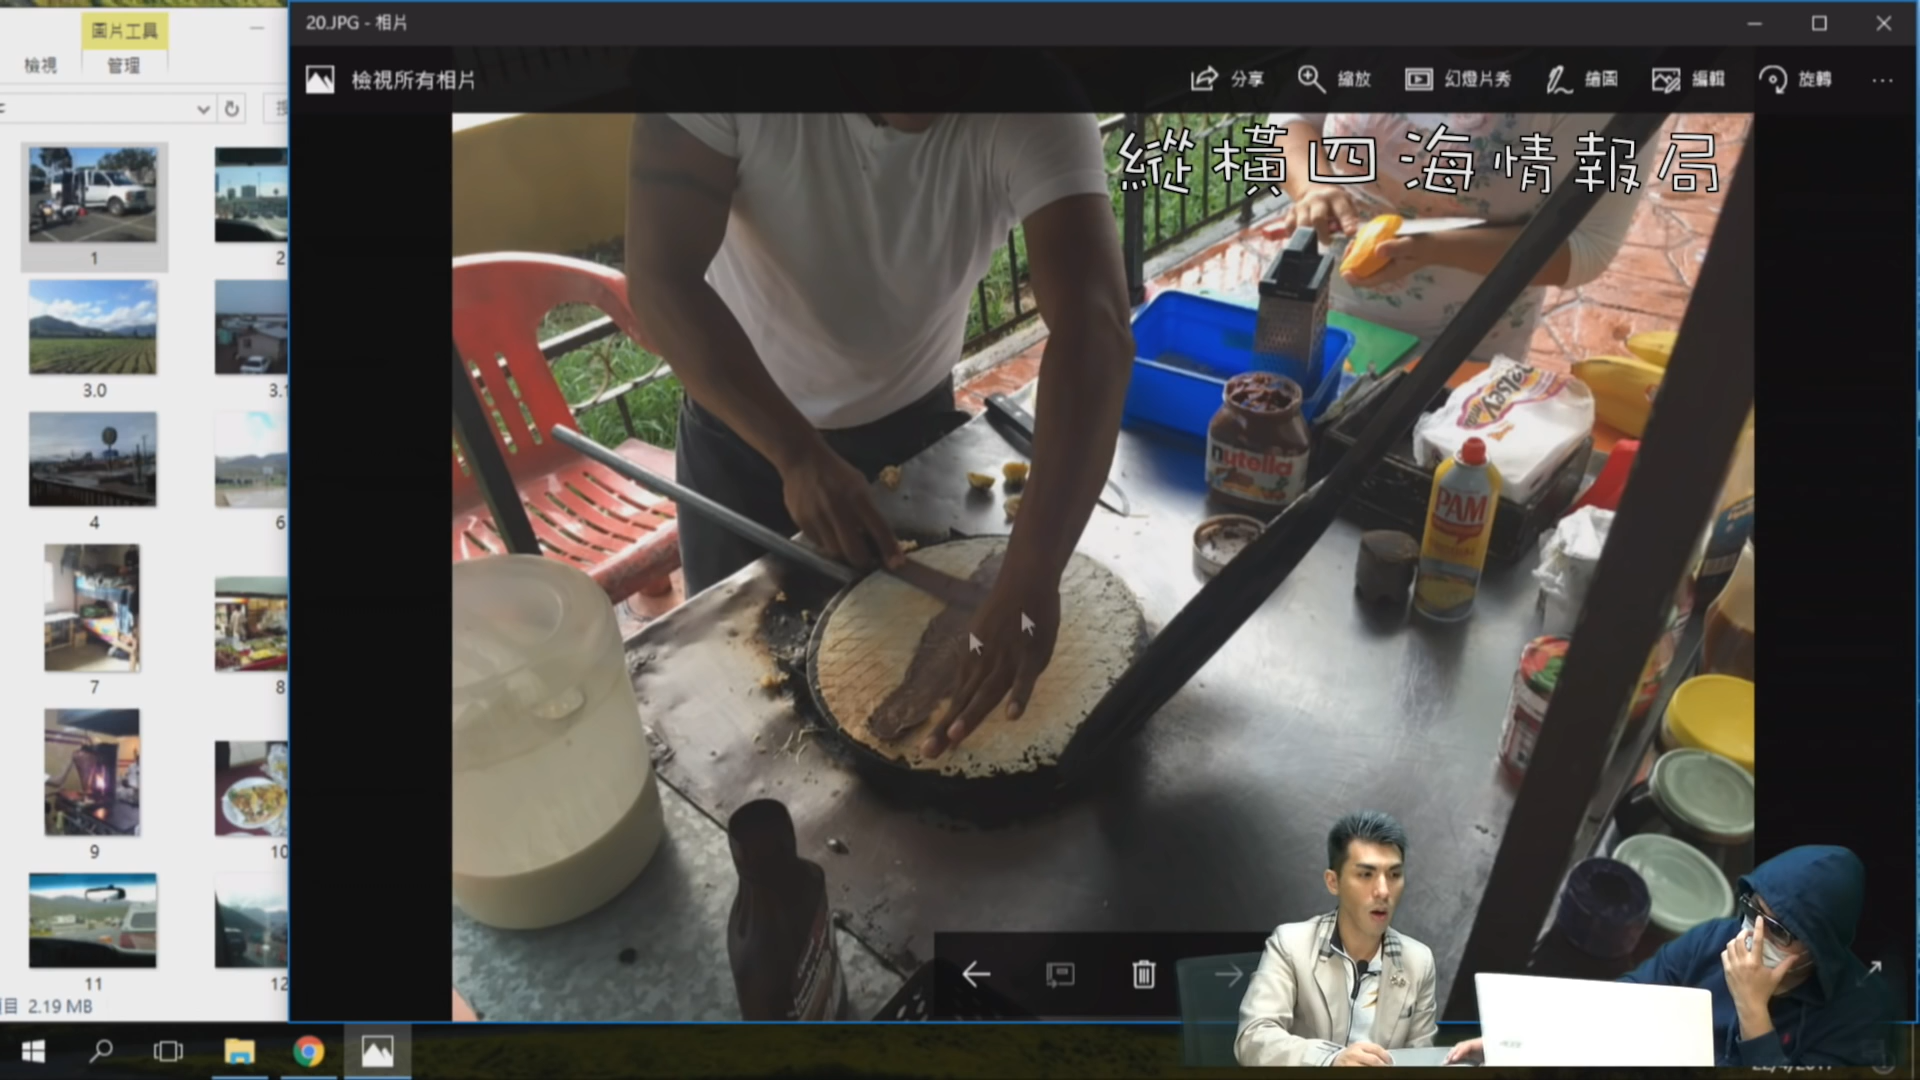 圖片工具
20.JPG - 相片
檢視
管理
檢視所有相片
分享
縮放
幻燈片秀
繪圖
編輯
旋轉
縱橫四海情報局
1
2
3.0
3.1
4
6
7
8
9
10
11
12
nutella
PAM
2.19 MB